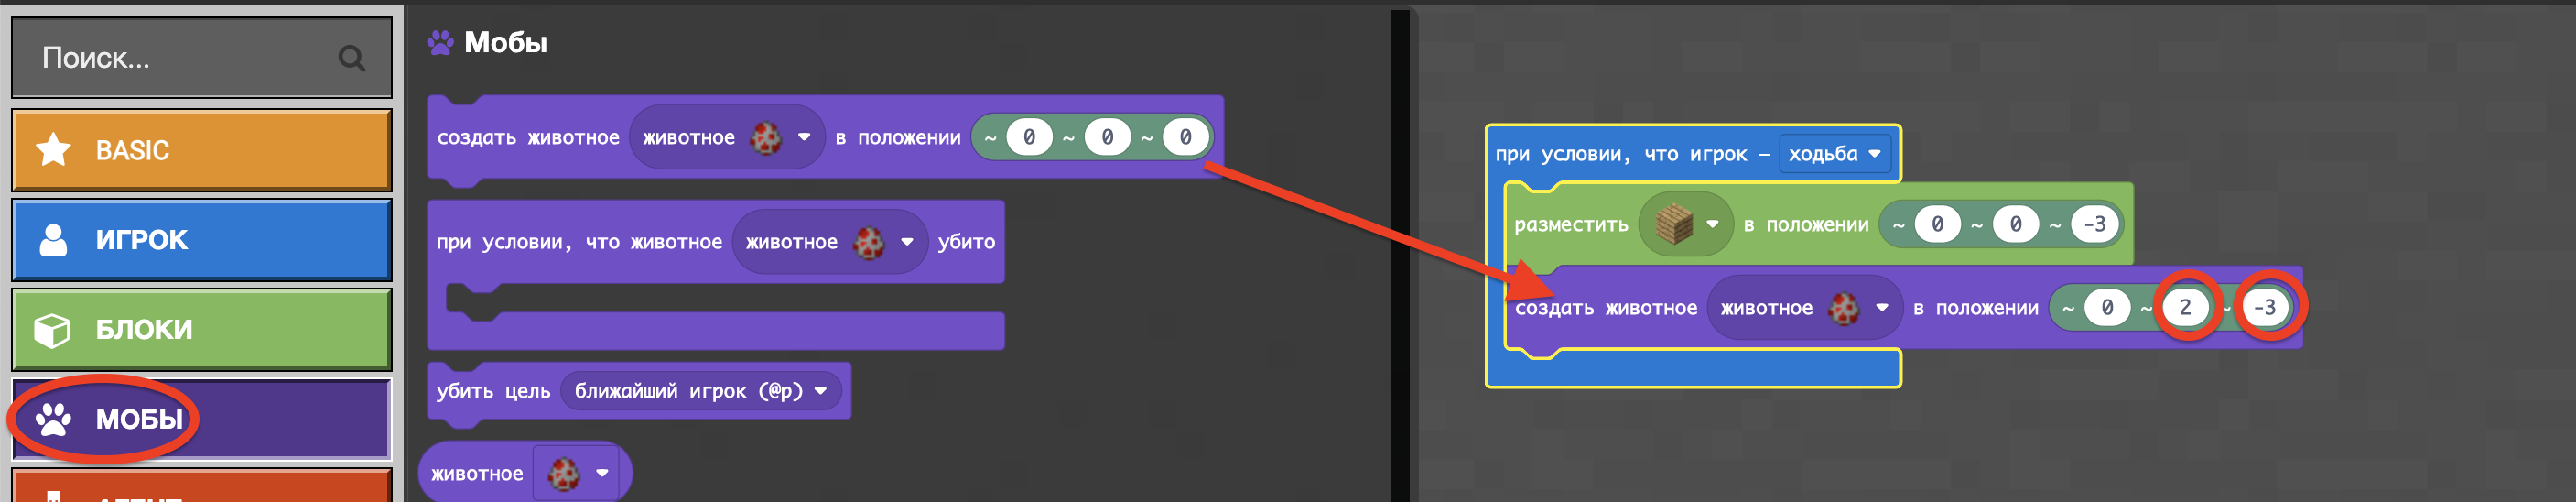 Поиск...
BASIC
ИГРОК
БЛОКИ
МОБЫ
Мобы
создать животное животное в положении ~ 0 ~ 0 ~ 0
при условии, что животное животное убито
убить цель ближайший игрок (@p)
животное
при условии, что игрок – ходьба
разместить в положении ~ 0 ~ 0 ~ -3
создать животное животное в положении ~ 0 ~ 2 ~ -3